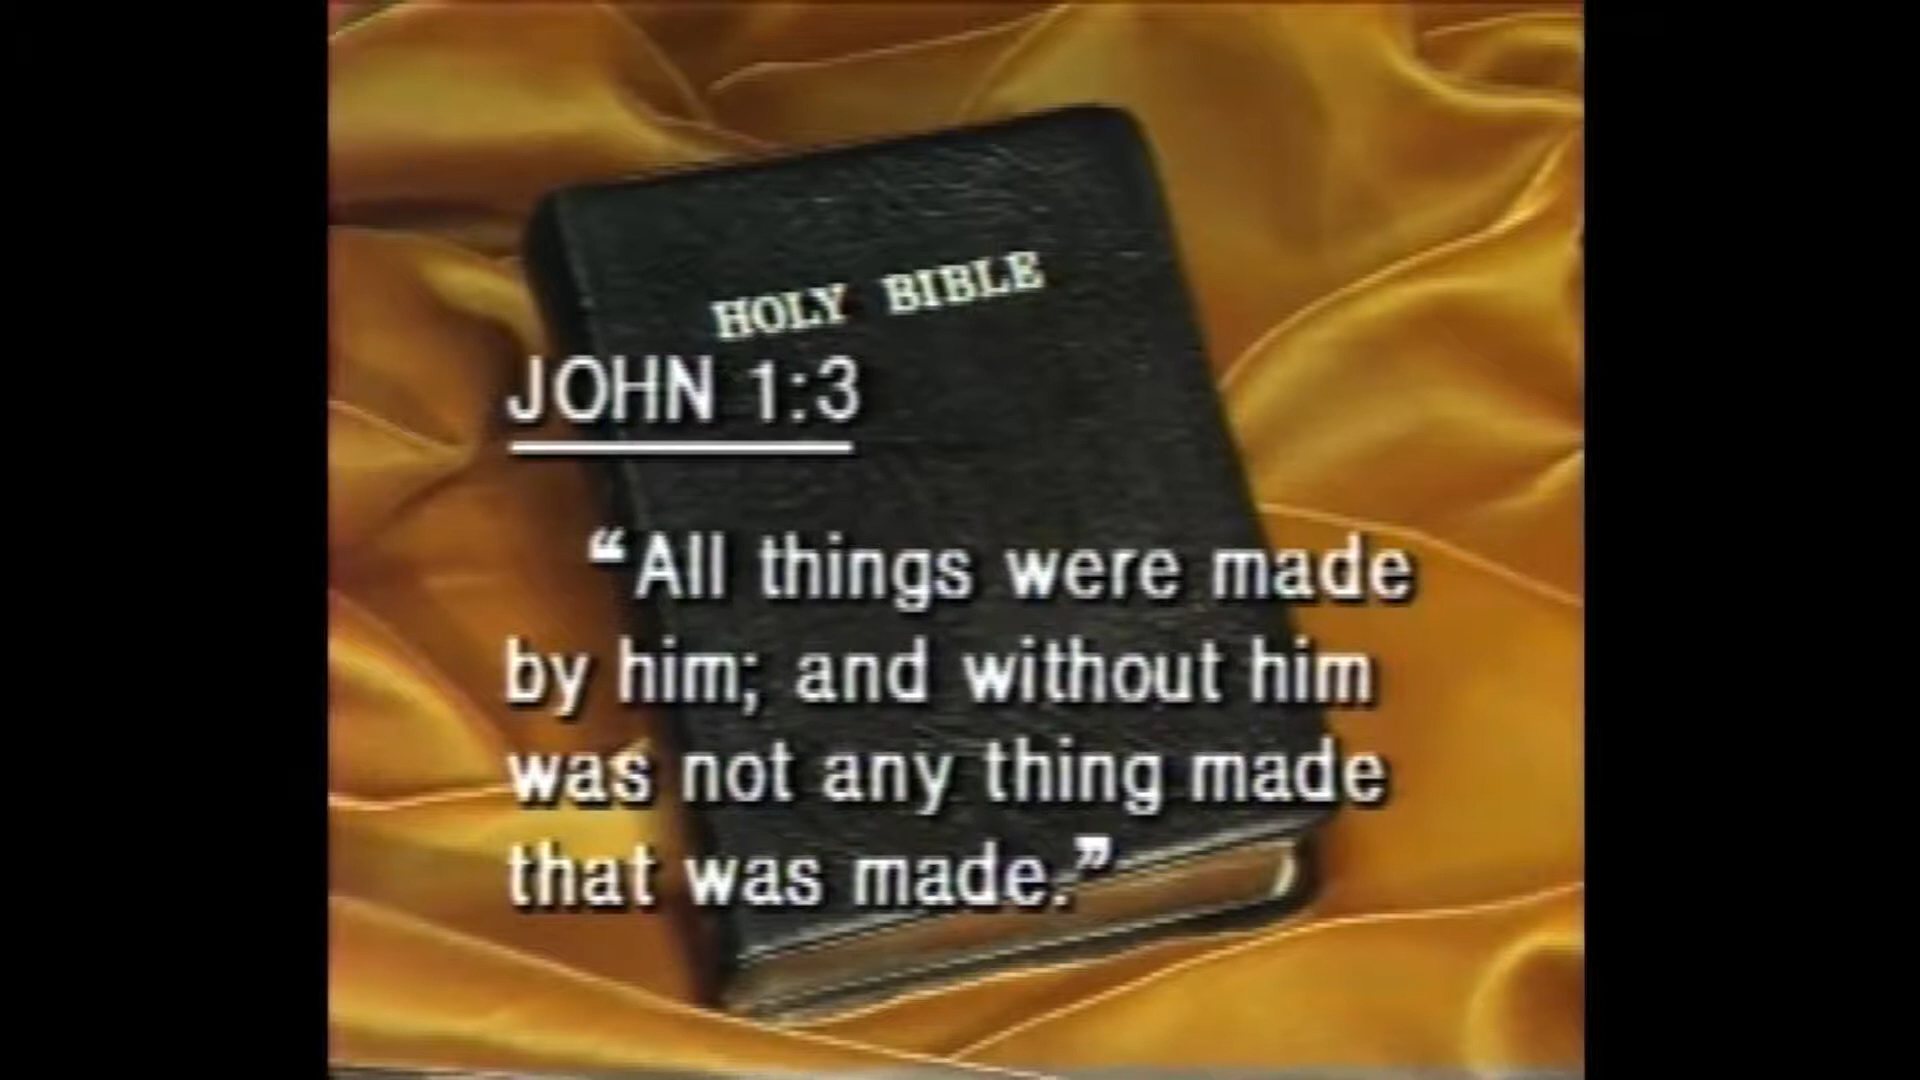 HOLY BIBLE
JOHN 1:3
“All things were made
by him; and without him
was not any thing made
that was made.”